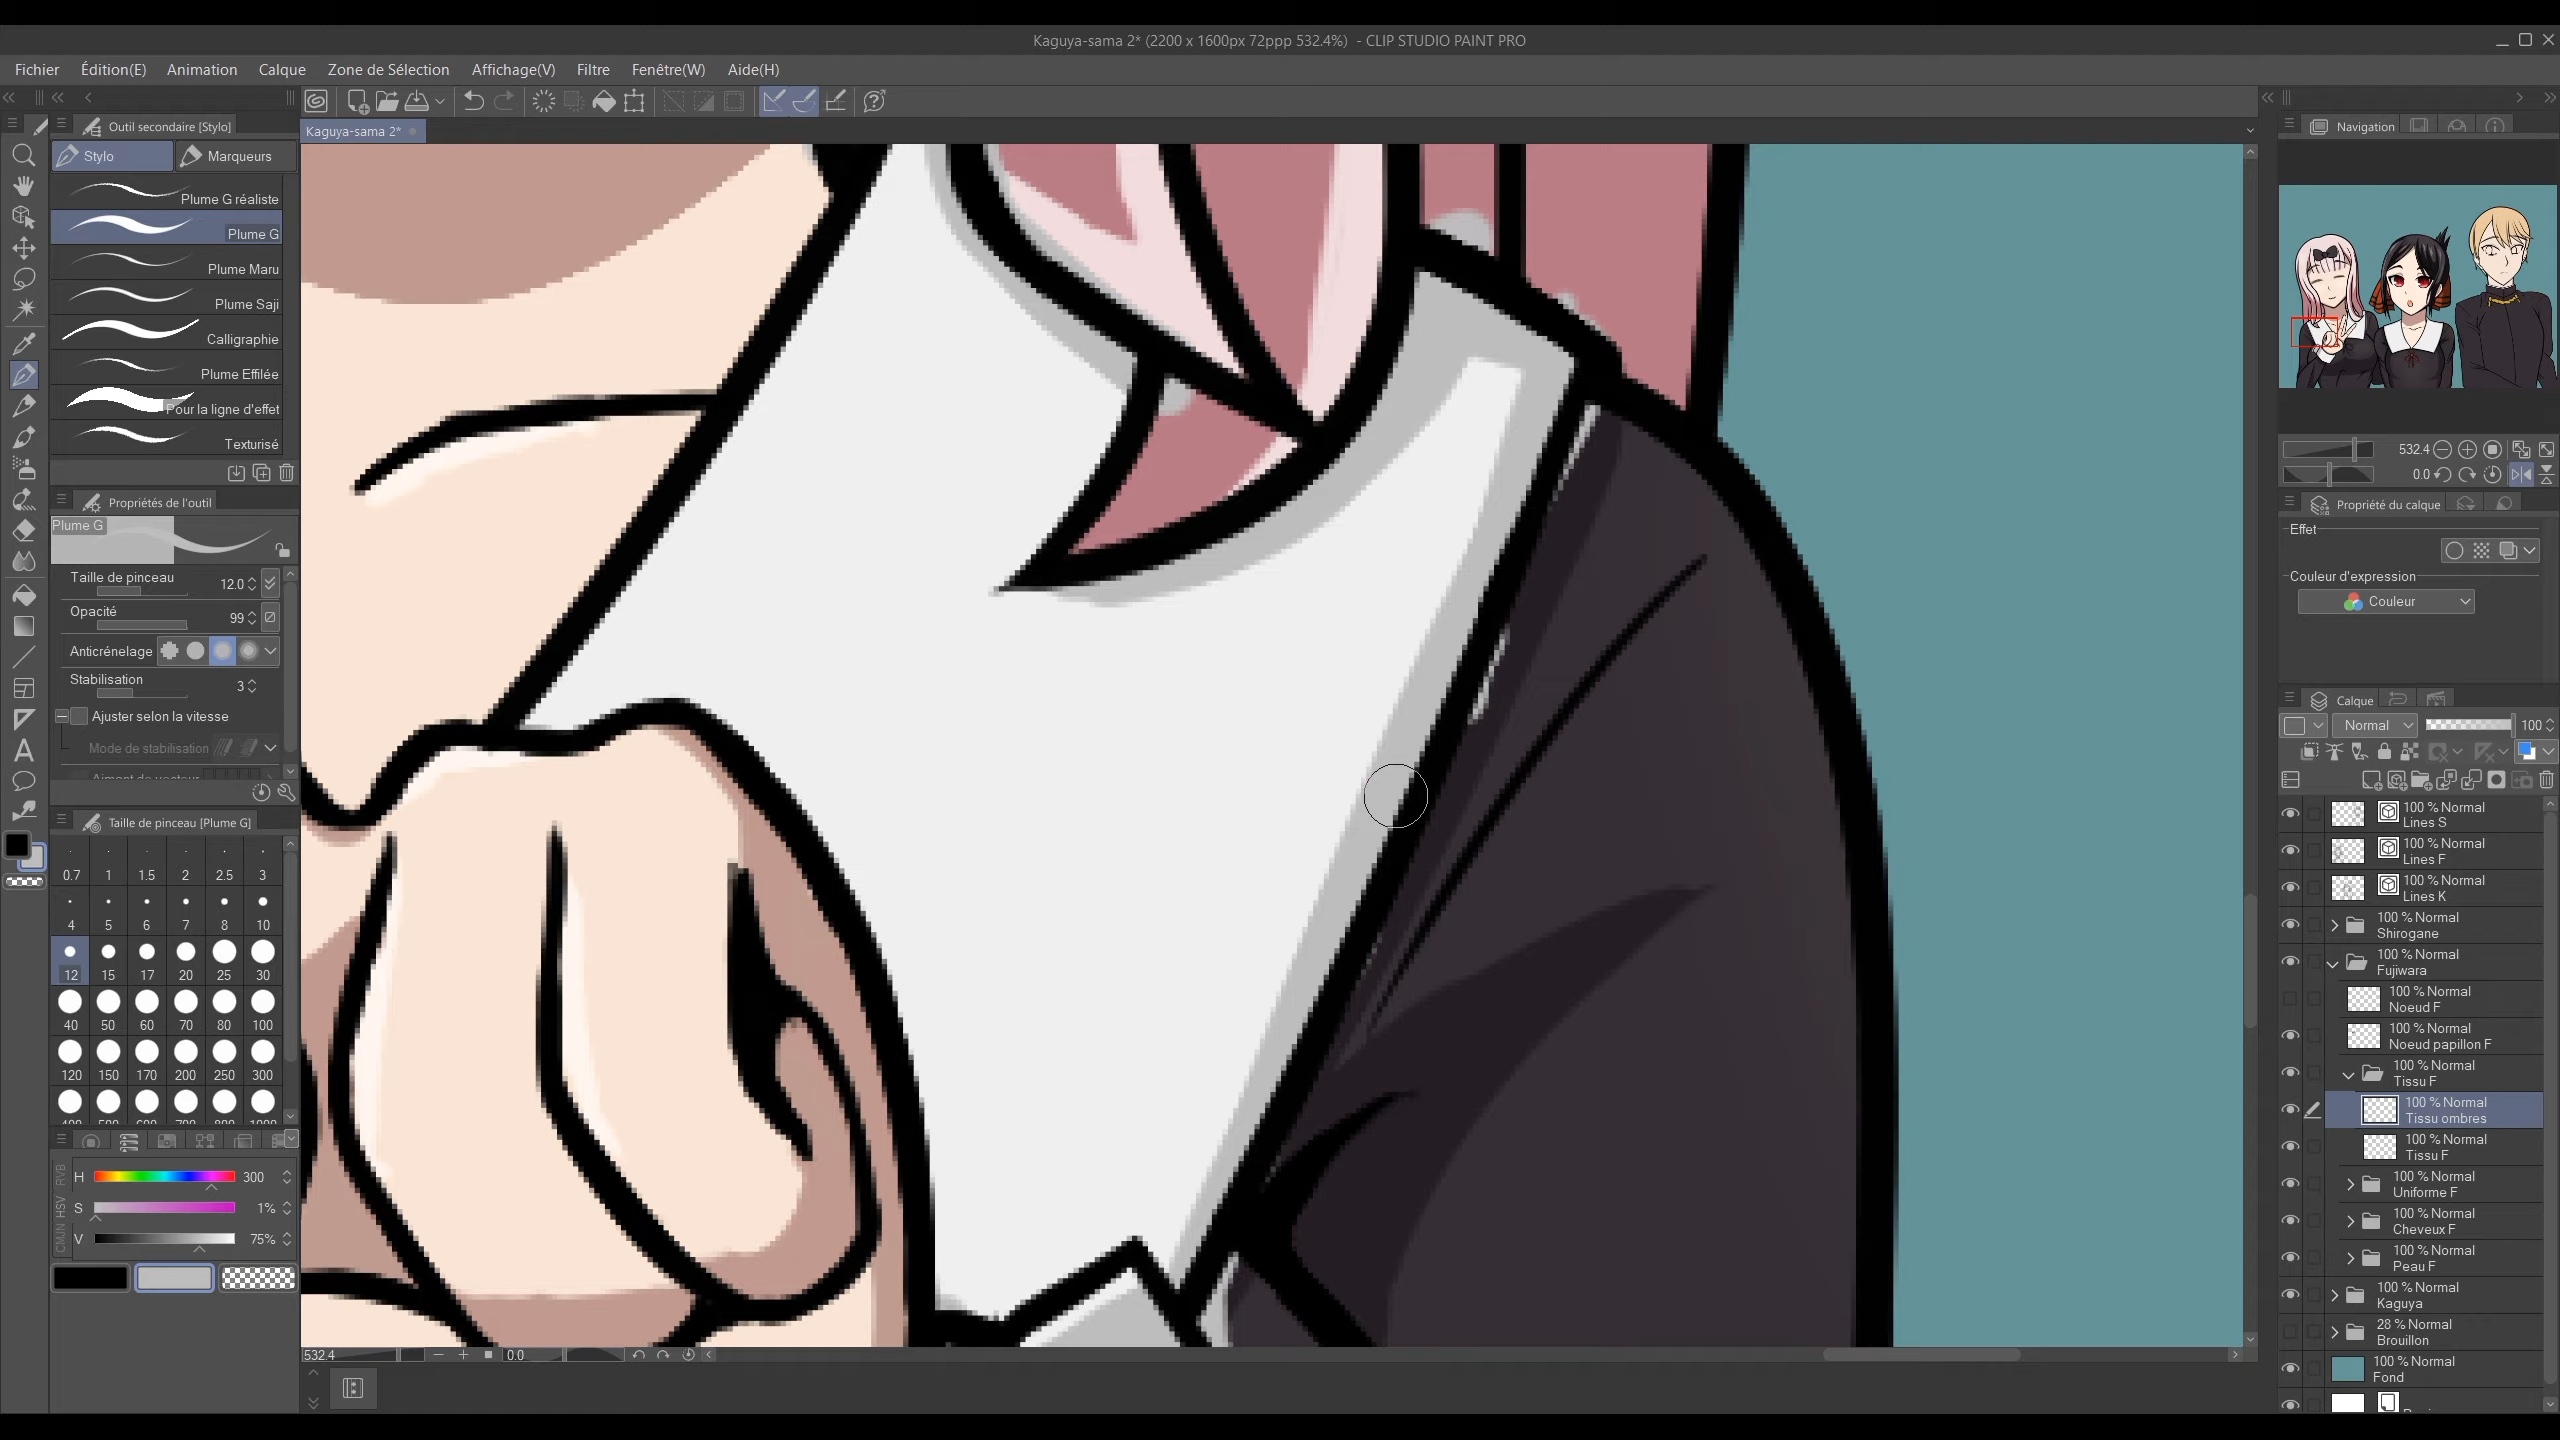 Kaguya-sama 2* (2200 x 1600px 72ppp 532.4%) - CLIP STUDIO PAINT PRO
Fichier Édition(E) Animation Calque Zone de Sélection Affichage(V) Filtre Fenêtre(W) Aide(H)
Outil secondaire [Stylo]
Kaguya-sama 2*
Stylo
Marqueurs
Plume G réaliste
Plume G
Plume Maru
Plume Saji
Calligraphie
Plume Effilée
Pour la ligne d'effet
Texturisé
Propriétés de l'outil
Plume G
Taille de pinceau 12.0
Opacité 99
Anticrénelage
Stabilisation 3
Ajuster selon la vitesse
Mode de stabilisation
Aimant de vecteur
Taille de pinceau [Plume G]
0.7 1 1.5 2 2.5 3
4 5 6 7 8 10
12 15 17 20 25 30
40 50 60 70 80 100
120 150 170 200 250 300
RVB
HSV
CMJN
H 300
S 1%
V 75%
532.4 0.0
Navigation
532.4
0.0
Propriété du calque
Effet
Couleur d'expression
Couleur
Calque
Normal 100
100 % Normal
Lines S
100 % Normal
Lines F
100 % Normal
Lines K
100 % Normal
Shirogane
100 % Normal
Fujiwara
100 % Normal
Noeud F
100 % Normal
Noeud papillon F
100 % Normal
Tissu F
100 % Normal
Tissu ombres
100 % Normal
Tissu F
100 % Normal
Uniforme F
100 % Normal
Cheveux F
100 % Normal
Peau F
100 % Normal
Kaguya
28 % Normal
Brouillon
100 % Normal
Fond